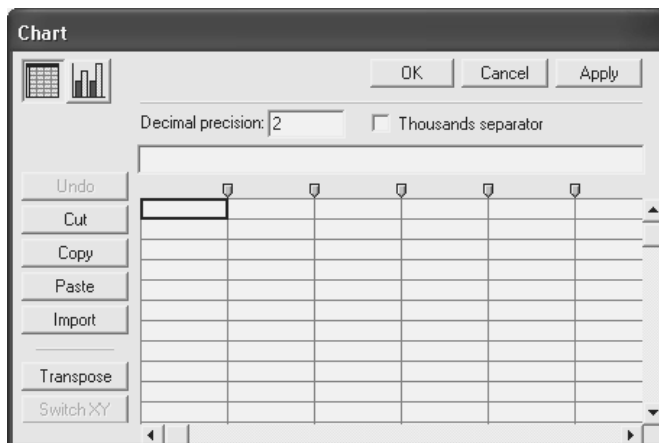 Chart
OK Cancel Apply
Decimal precision: 2 Thousands separator
Undo
Cut
Copy
Paste
Import
Transpose
Switch XY